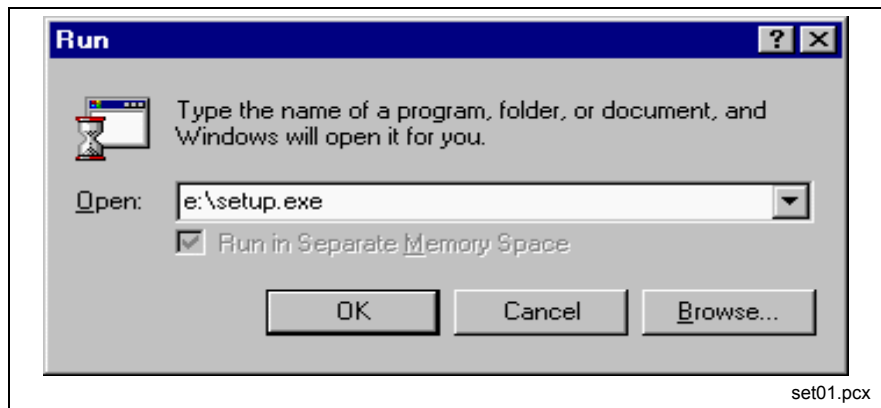 Run
Type the name of a program, folder, or document, and
Windows will open it for you.
Open: e:\setup.exe
Run in Separate Memory Space
OK Cancel Browse...
set01.pcx